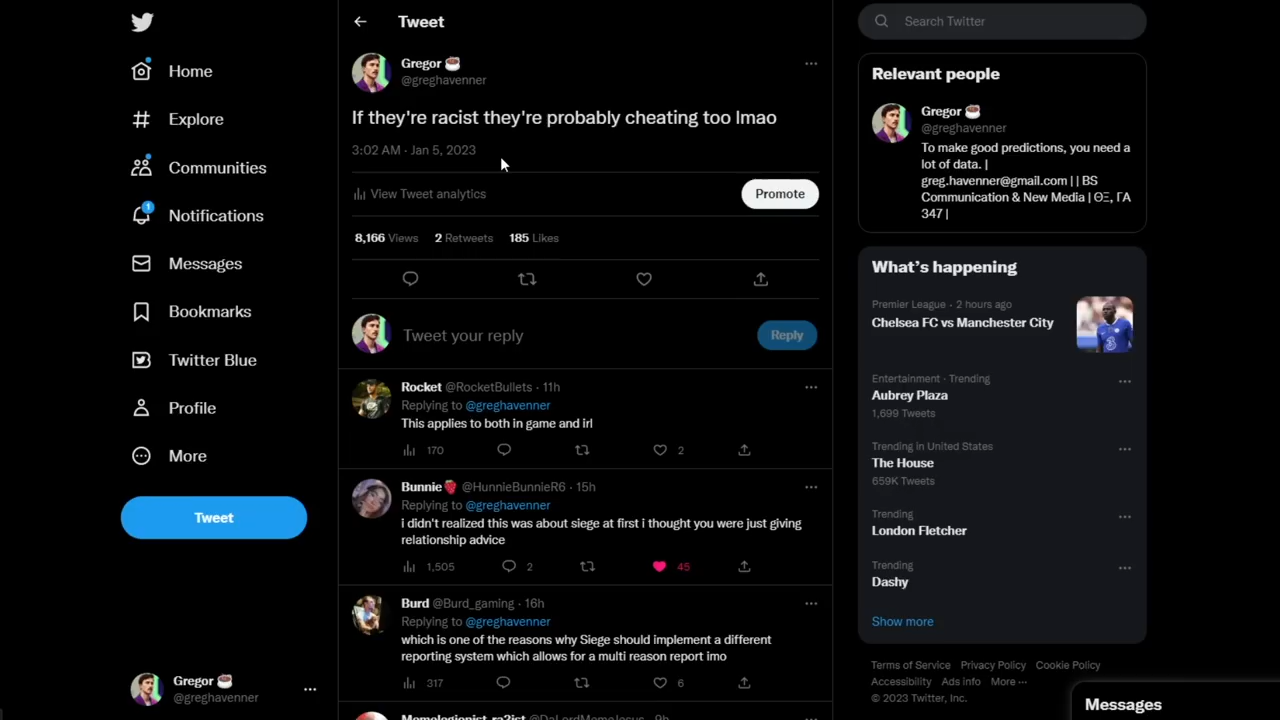 Home
Explore
Communities
1
Notifications
Messages
Bookmarks
Twitter Blue
Profile
More
Tweet
Gregor
@greghavenner
Tweet
Gregor
@greghavenner
If they're racist they're probably cheating too lmao
3:02 AM · Jan 5, 2023
View Tweet analytics
Promote
8,166 Views 2 Retweets 185 Likes
Tweet your reply
Reply
Rocket @RocketBullets · 11h
Replying to @greghavenner
This applies to both in game and irl
170 2
Bunnie @HunnieBunnieR6 · 15h
Replying to @greghavenner
i didn't realized this was about siege at first i thought you were just giving
relationship advice
1,505 2 45
Burd @Burd_gaming · 16h
Replying to @greghavenner
which is one of the reasons why Siege should implement a different
reporting system which allows for a multi reason report imo
317 6
Search Twitter
Relevant people
Gregor
@greghavenner
To make good predictions, you need a
lot of data. |
greg.havenner@gmail.com | | BS
Communication & New Media | ΘΞ, ΓΑ
347 |
What's happening
Premier League · 2 hours ago
Chelsea FC vs Manchester City
Entertainment · Trending
Aubrey Plaza
1,699 Tweets
Trending in United States
The House
659K Tweets
Trending
London Fletcher
Trending
Dashy
Show more
Terms of Service Privacy Policy Cookie Policy
Accessibility Ads info More ···
© 2023 Twitter, Inc.
Messages